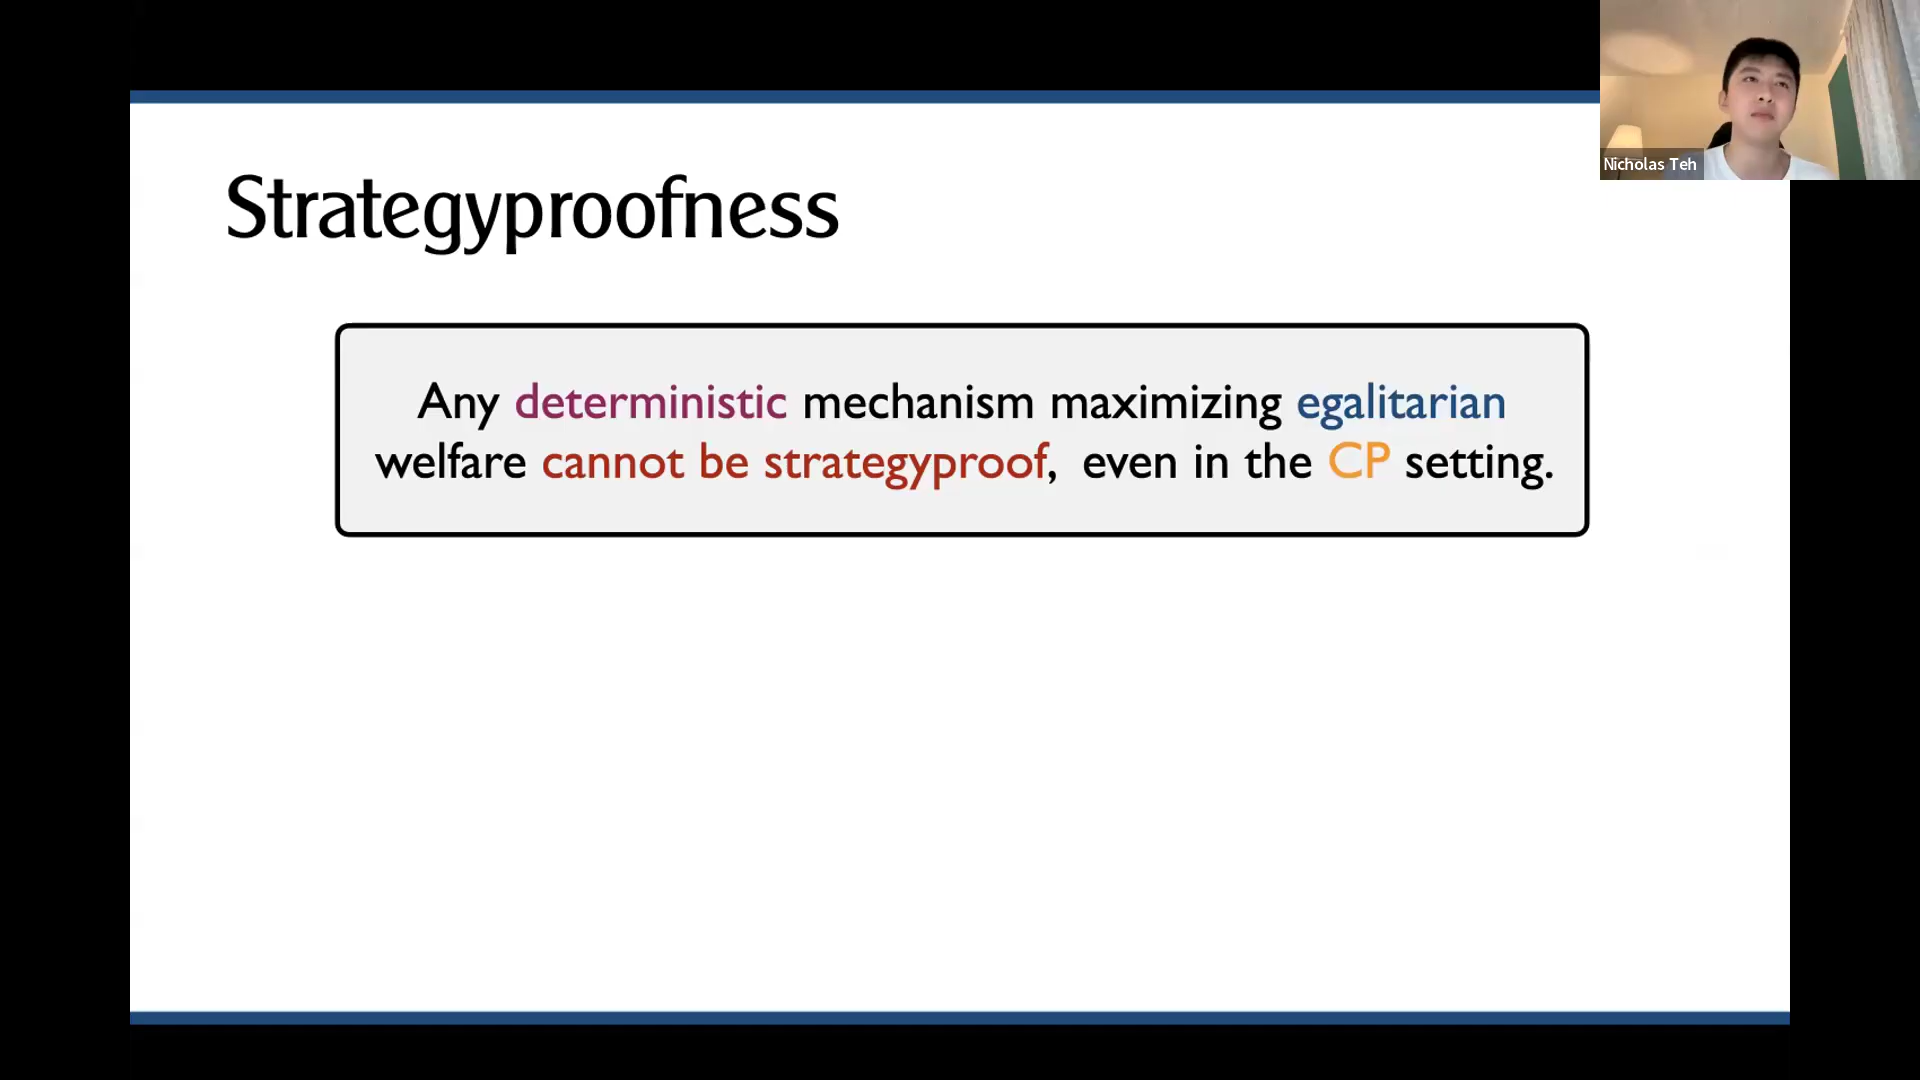 Nicholas Teh
Strategyproofness
Any deterministic mechanism maximizing egalitarian
welfare cannot be strategyproof, even in the CP setting.